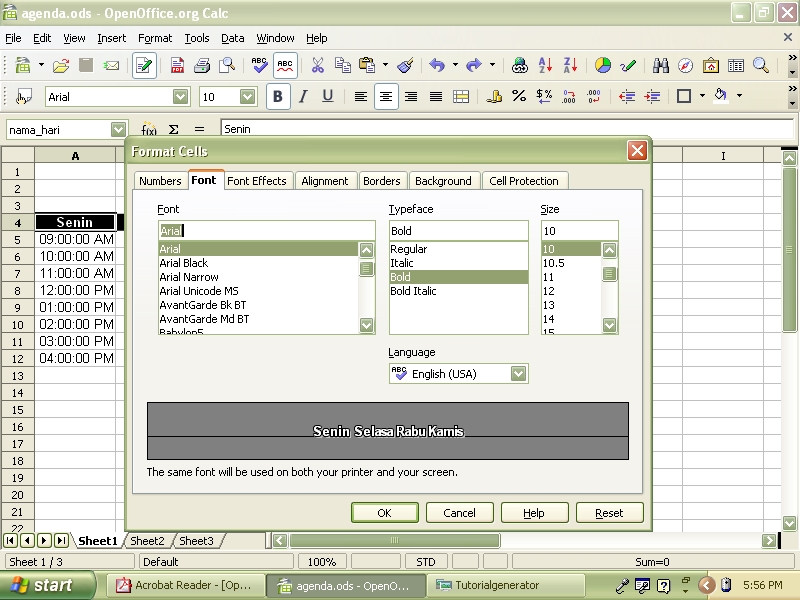 agenda.ods - OpenOffice.org Calc
File Edit View Insert Format Tools Data Window Help
Arial 10 B I U
nama_hari f(x) Σ = Senin
A I
1
2
3
4 Senin
5 09:00:00 AM
6 10:00:00 AM
7 11:00:00 AM
8 12:00:00 PM
9 01:00:00 PM
10 02:00:00 PM
11 03:00:00 PM
12 04:00:00 PM
13
14
15
16
17
18
19
20
21
22
Format Cells
Numbers Font Font Effects Alignment Borders Background Cell Protection
Font Typeface Size
Arial Bold 10
Arial Regular 10
Arial Black Italic 10.5
Arial Narrow Bold 11
Arial Unicode MS Bold Italic 12
AvantGarde Bk BT 13
AvantGarde Md BT 14
Babylon5 15
Language
ABC English (USA)
Senin Selasa Rabu Kamis
The same font will be used on both your printer and your screen.
OK Cancel Help Reset
Sheet1 Sheet2 Sheet3
Sheet 1 / 3 Default 100% STD Sum=0
start Acrobat Reader - [Op... agenda.ods - OpenO... Tutorialgenerator 5:56 PM